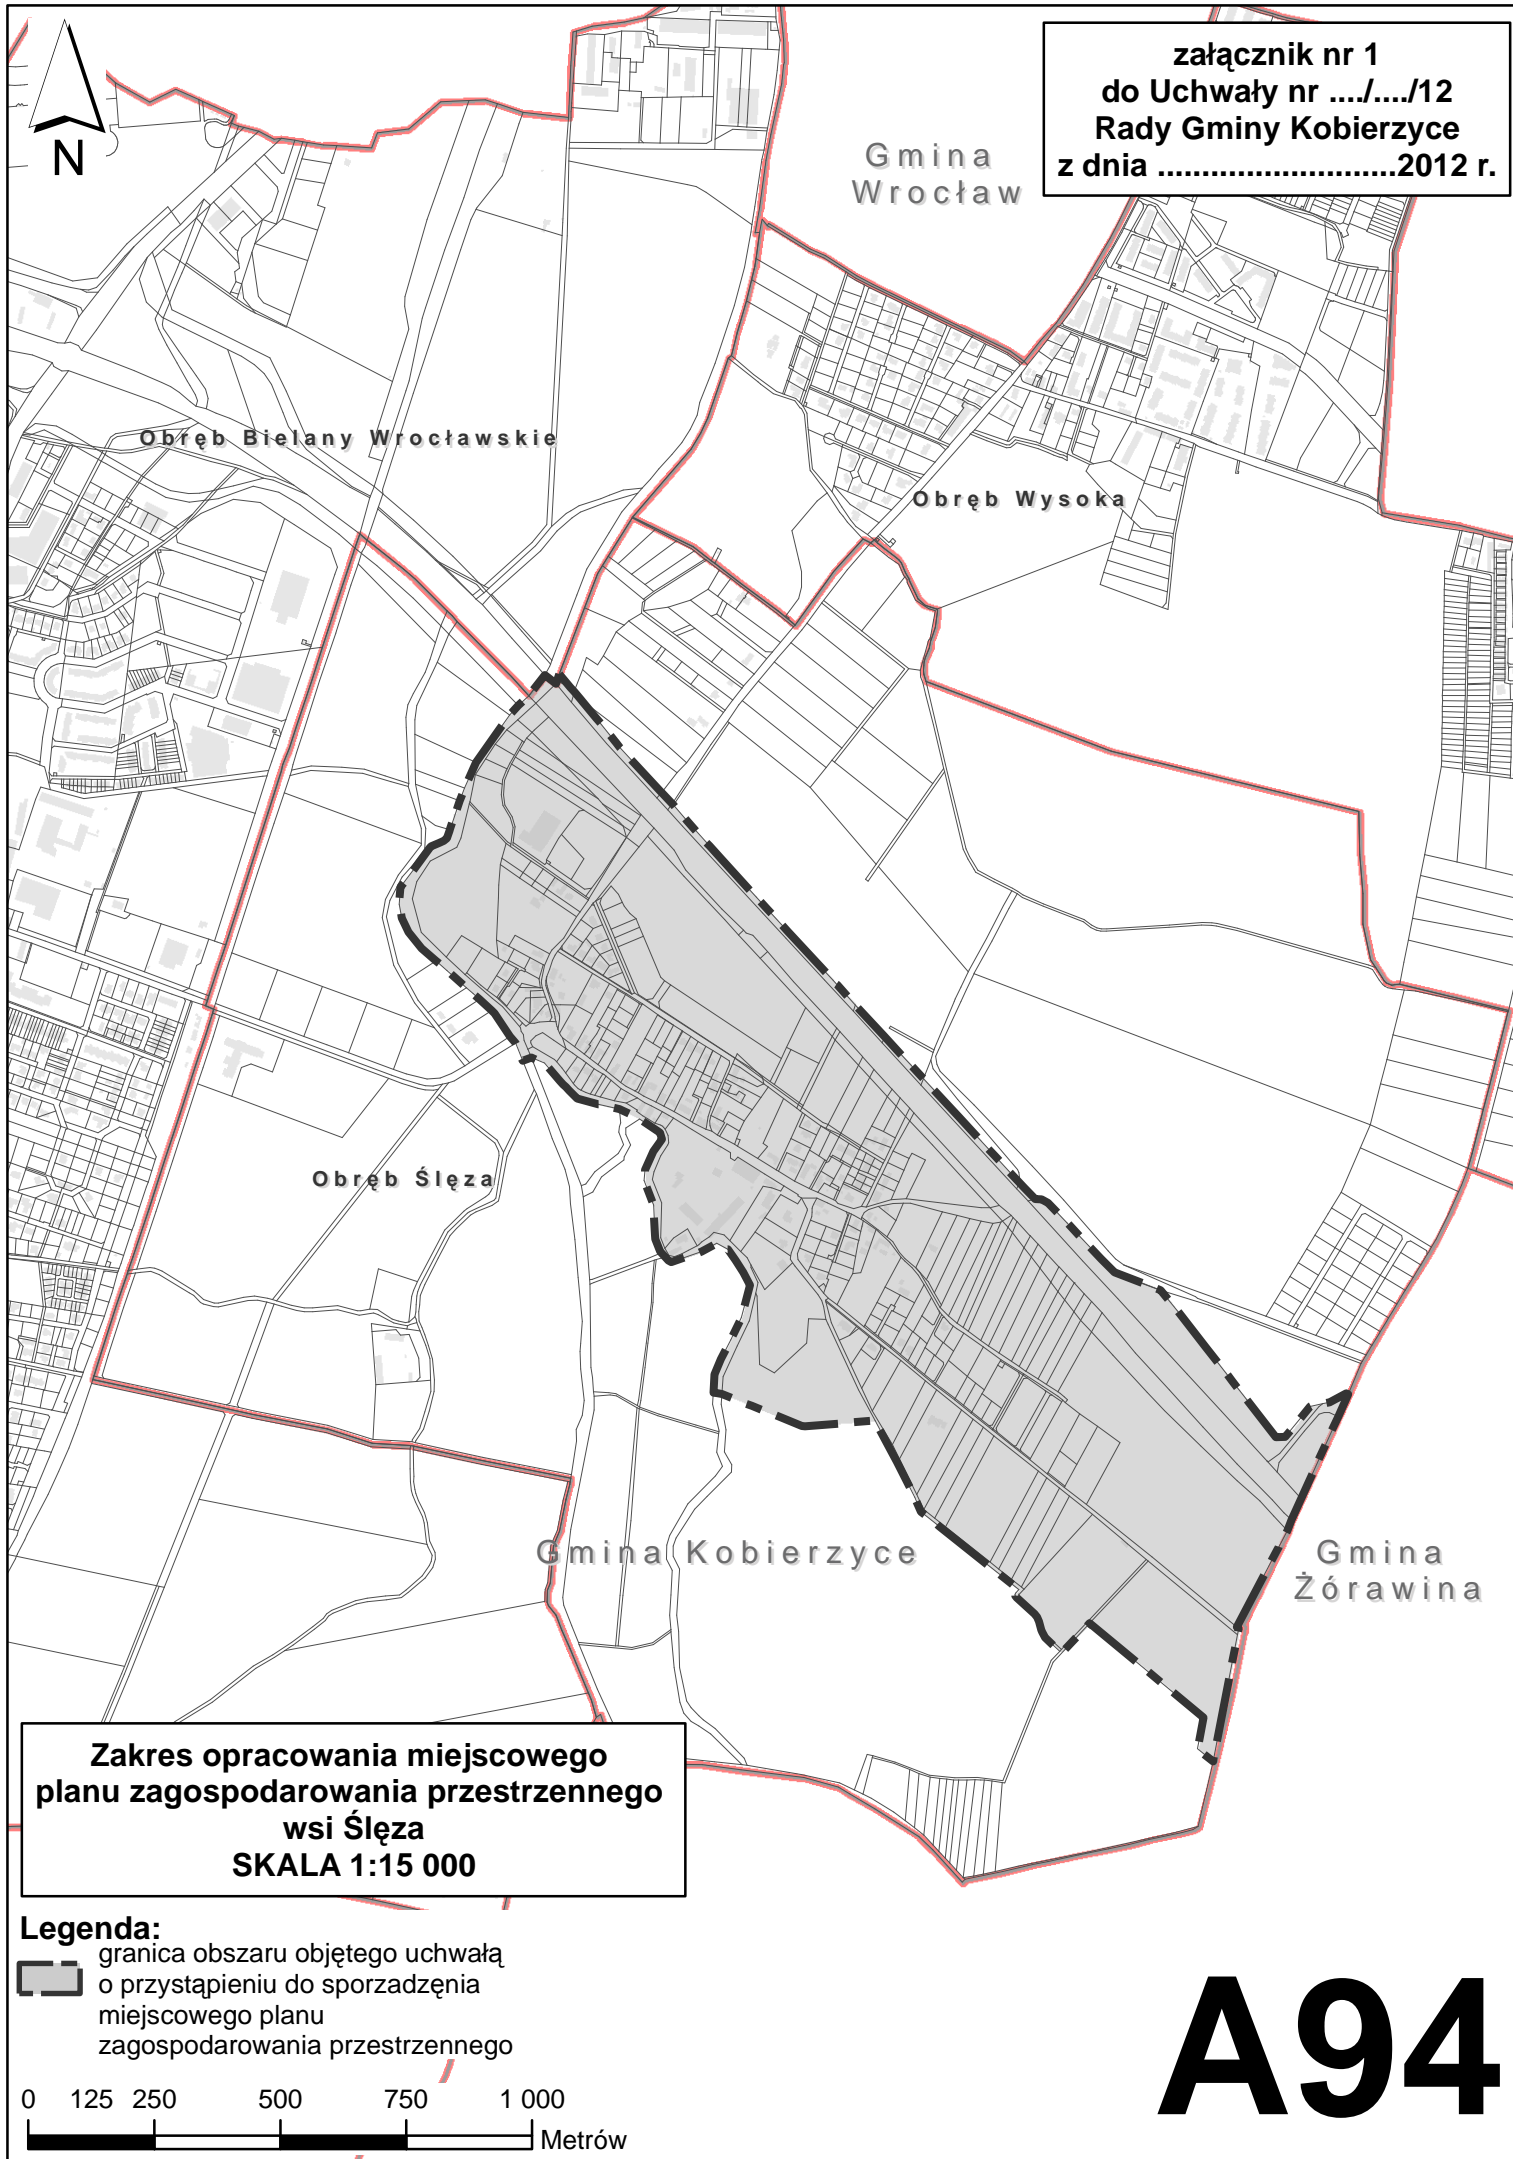 załącznik nr 1
do Uchwały nr ..../..../12
Rady Gminy Kobierzyce
z dnia ..........................2012 r.
N
Gmina
Wrocław
Obręb Bielany Wrocławskie
Obręb Wysoka
Obręb Ślęza
Gmina Kobierzyce
Gmina
Żórawina
Zakres opracowania miejscowego
planu zagospodarowania przestrzennego
wsi Ślęza
SKALA 1:15 000
Legenda:
granica obszaru objętego uchwałą
o przystąpieniu do sporzadzęnia
miejscowego planu
zagospodarowania przestrzennego
0 125 250 500 750 1 000
Metrów
A94